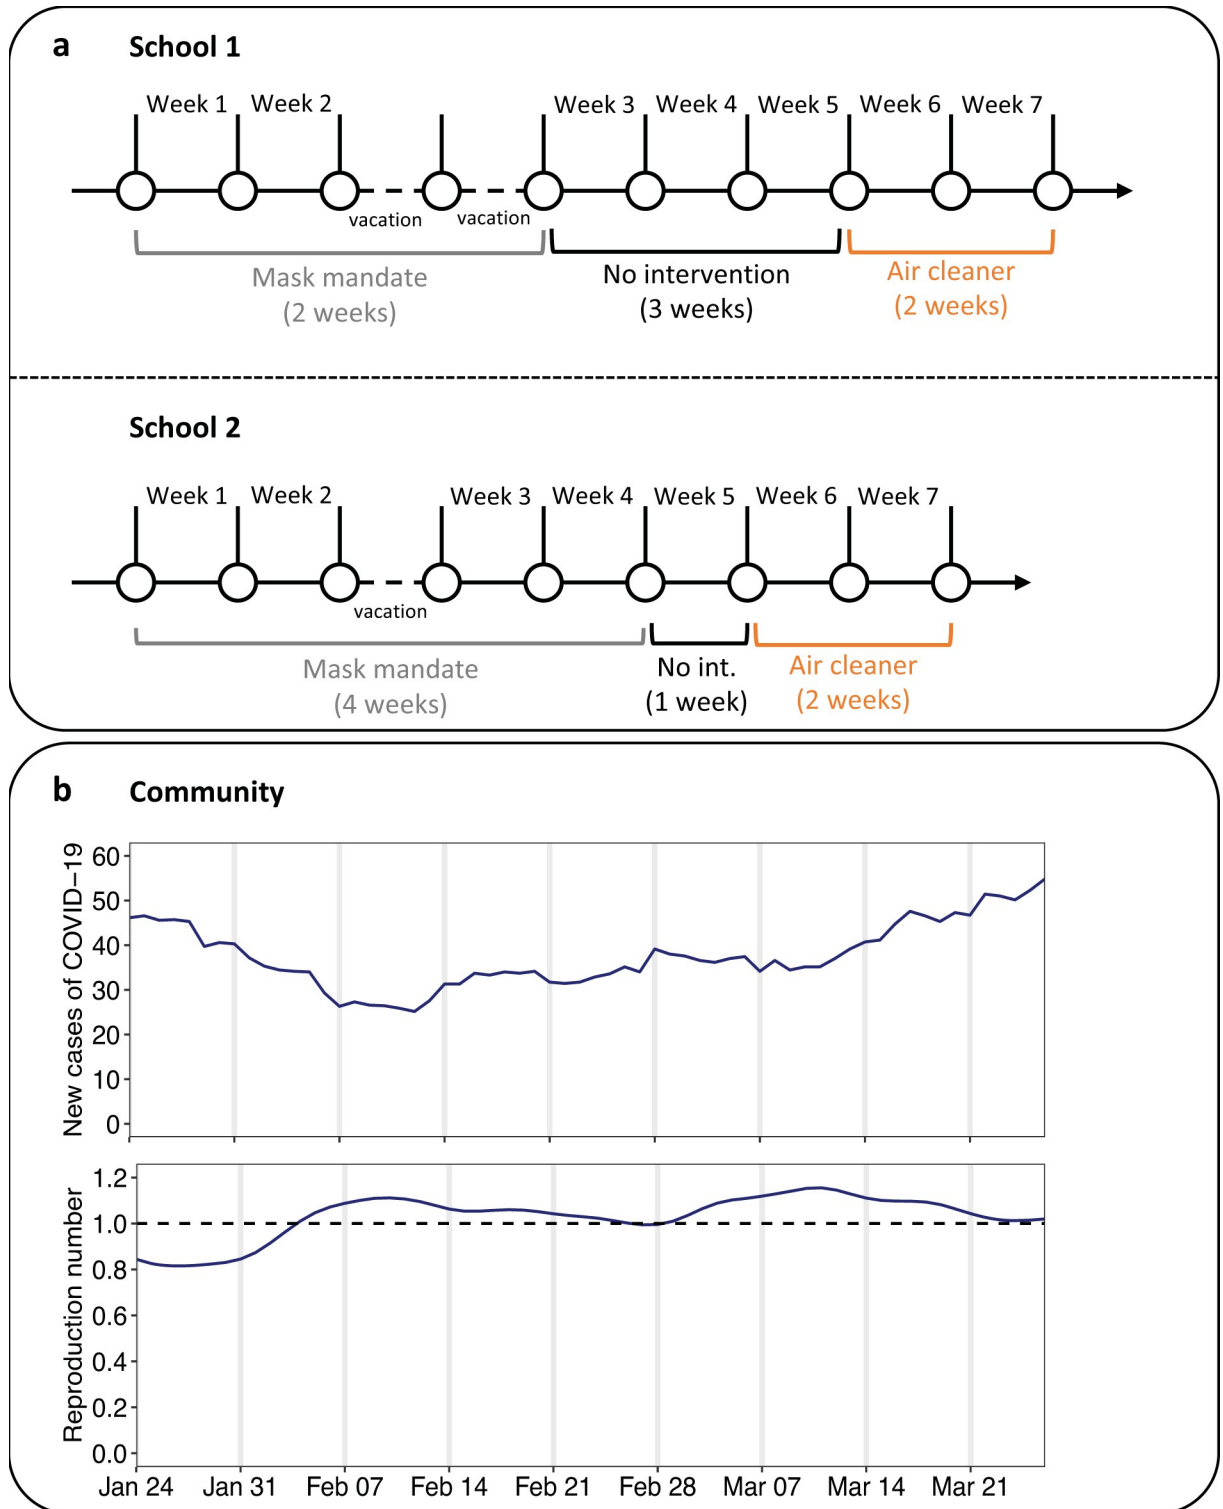 a School 1
Week 1 Week 2 Week 3 Week 4 Week 5 Week 6 Week 7
vacation vacation
Mask mandate
(2 weeks)
No intervention
(3 weeks)
Air cleaner
(2 weeks)
School 2
Week 1 Week 2 Week 3 Week 4 Week 5 Week 6 Week 7
vacation
Mask mandate
(4 weeks)
No int.
(1 week)
Air cleaner
(2 weeks)
b Community
New cases of COVID−19
60
50
40
30
20
10
0
Reproduction number
1.2
1.0
0.8
0.6
0.4
0.2
0.0
Jan 24 Jan 31 Feb 07 Feb 14 Feb 21 Feb 28 Mar 07 Mar 14 Mar 21